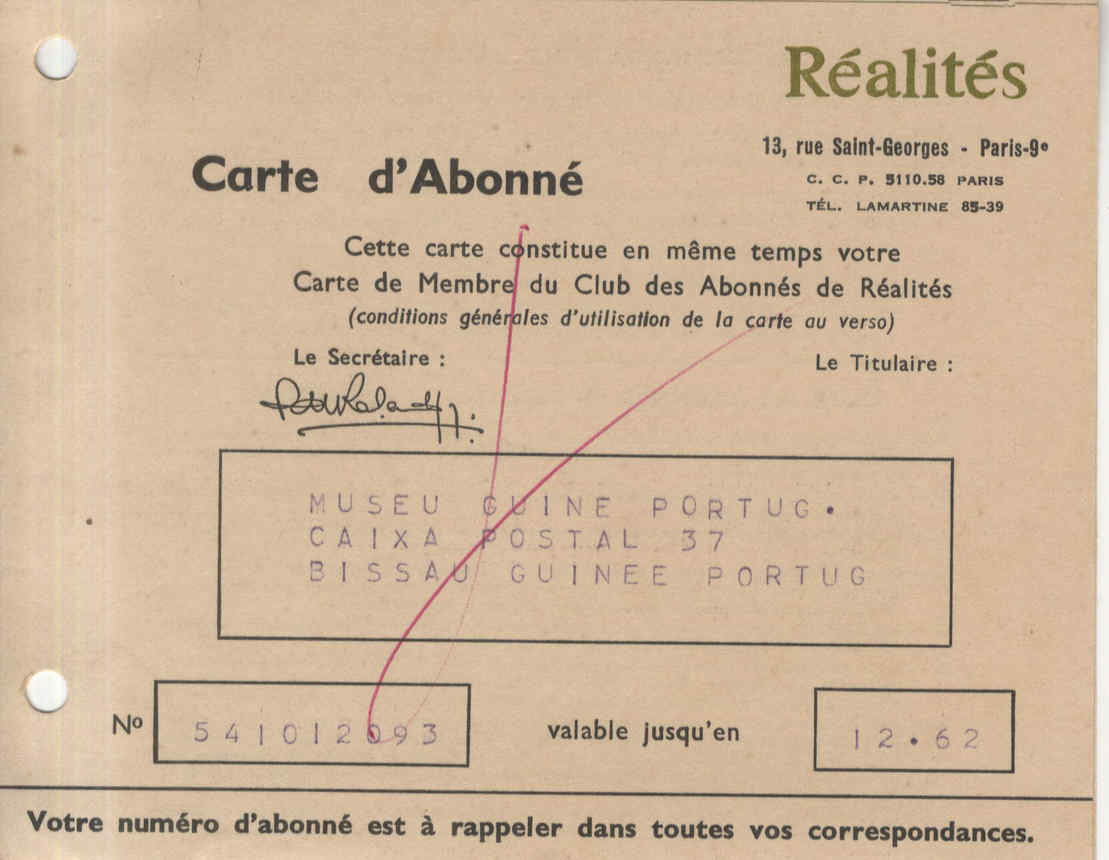 Réalités
13, rue Saint-Georges - Paris-9e
C. C. P. 5110.58 PARIS
TÉL. LAMARTINE 85-39
Carte d'Abonné
Cette carte constitue en même temps votre
Carte de Membre du Club des Abonnés de Réalités
(conditions générales d'utilisation de la carte au verso)
Le Secrétaire :
Le Titulaire :
MUSEU GUINE PORTUG.
CAIXA POSTAL 37
BISSAU GUINEE PORTUG
No 541012093 valable jusqu'en 12.62
Votre numéro d'abonné est à rappeler dans toutes vos correspondances.